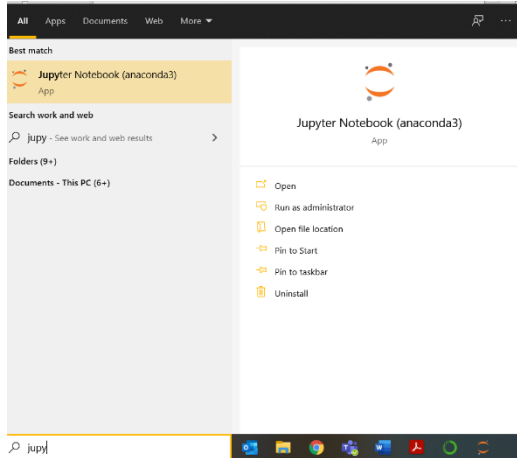 All Apps Documents Web More
Best match
Jupyter Notebook (anaconda3)
App
Search work and web
jupy - See work and web results
Folders (9+)
Documents - This PC (6+)
Jupyter Notebook (anaconda3)
App
Open
Run as administrator
Open file location
Pin to Start
Pin to taskbar
Uninstall
jupy